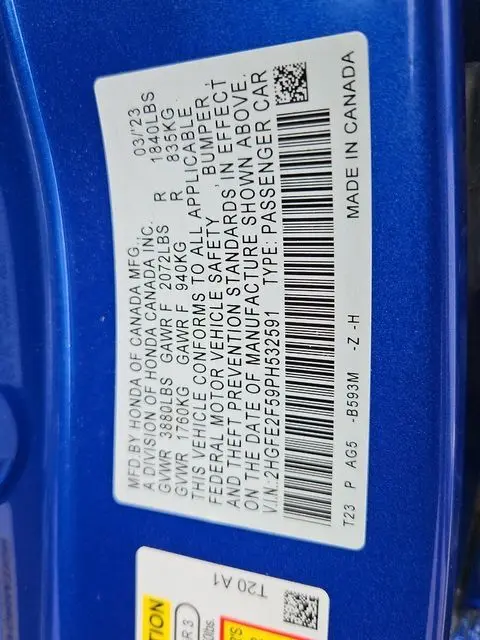 MFD.BY HONDA OF CANADA MFG., 03/'23
A DIVISION OF HONDA CANADA INC.
GVWR 3880LBS GAWR F 2072LBS R 1840LBS
GVWR 1760KG GAWR F 940KG R 835KG
THIS VEHICLE CONFORMS TO ALL APPLICABLE
FEDERAL MOTOR VEHICLE SAFETY, BUMPER,
AND THEFT PREVENTION STANDARDS IN EFFECT
ON THE DATE OF MANUFACTURE SHOWN ABOVE.
V.I.N.:2HGFE2F59PH532591 TYPE: PASSENGER CAR
T23 P AG5 -B593M -Z -H MADE IN CANADA
T20 A1